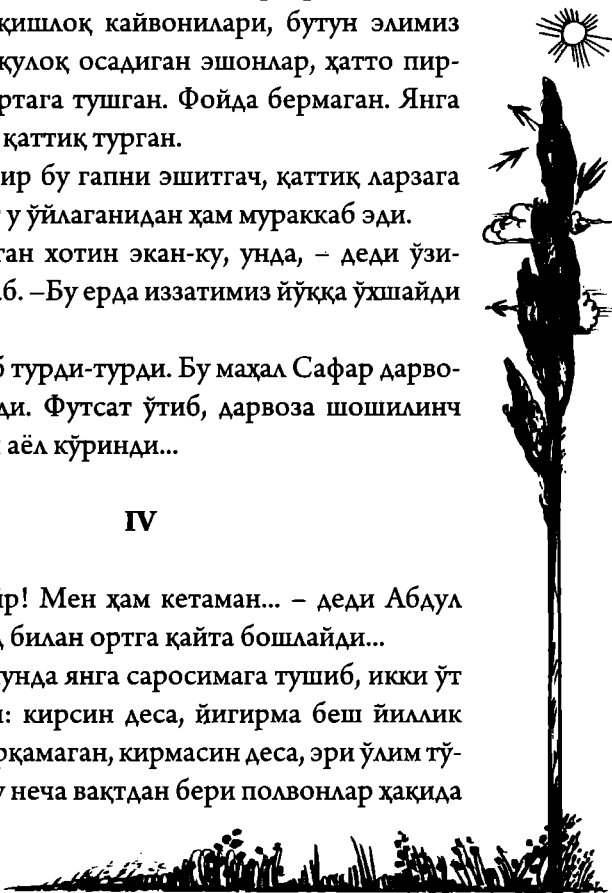 қишлоқ кайвонилари, бутун элимиз
қулоқ осадиган эшонлар, ҳатто пир-
ртага тушган. Фойда бермаган. Янга
қаттиқ турган.
ир бу гапни эшитгач, қаттиқ ларзага
у ўйлаганидан ҳам мураккаб эди.
ган хотин экан-ку, унда, – деди ўзи-
б. –Бу ерда иззатимиз йўққа ўхшайди
б турди-турди. Бу маҳал Сафар дарво-
ди. Футсат ўтиб, дарвоза шошилинч
аёл кўринди...
IV
йр! Мен ҳам кетаман... – деди Абдул
билан ортга қайта бошлайди...
унда янга саросимага тушиб, икки ўт
: кирсин деса, йигирма беш йиллик
рқамаган, кирмасин деса, эри ўлим тў-
у неча вақтдан бери полвонлар ҳақида